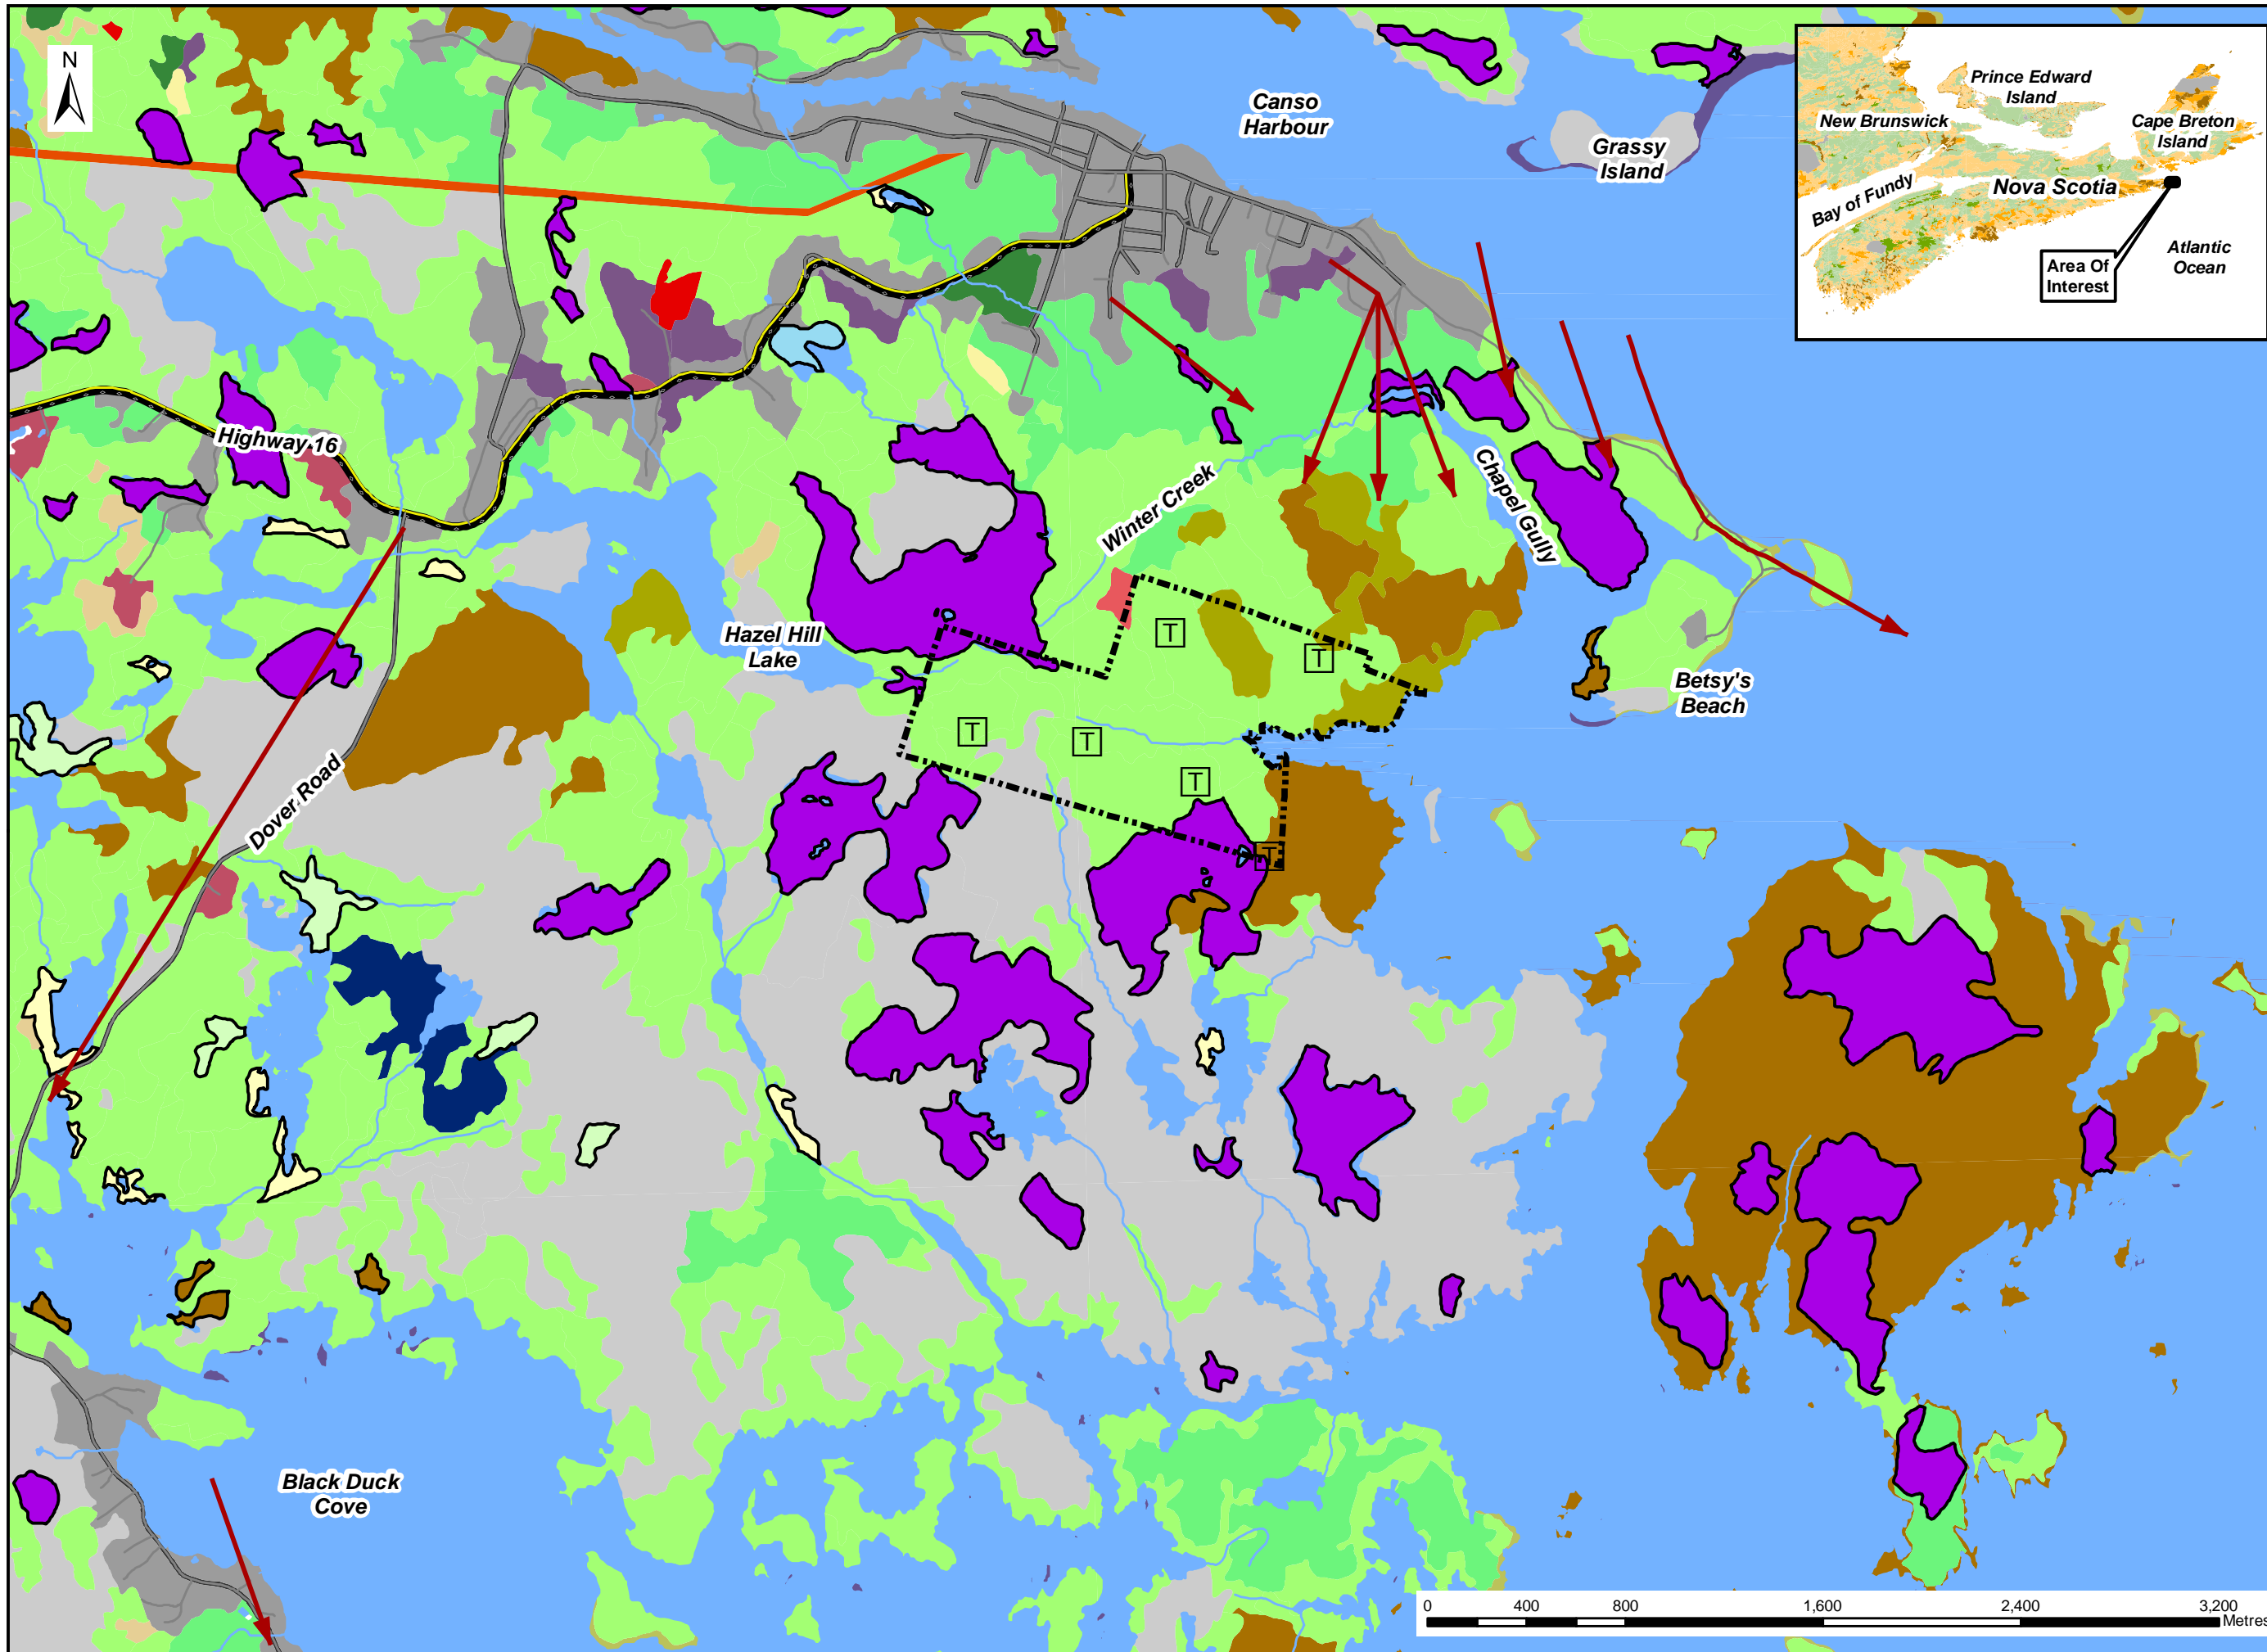 N
Canso
Harbour
Grassy
Island
Prince Edward
Island
New Brunswick
Cape Breton
Island
Nova Scotia
Bay of Fundy
Atlantic
Ocean
Area Of
Interest
Highway 16
Winter Creek
Chapel Gully
Hazel Hill
Lake
T
T
Betsy's
Beach
T
T
T
T
Dover Road
Black Duck
Cove
0 400 800 1,600 2,400 3,200
Metres